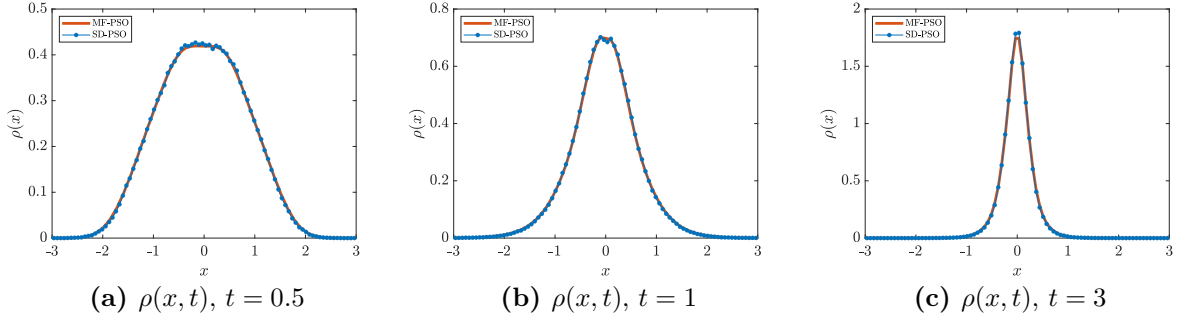 MF-PSO
SD-PSO
0.5
0.4
0.3
0.2
0.1
0
ρ(x)
-3 -2 -1 0 1 2 3
x
(a) ρ(x, t), t = 0.5
MF-PSO
SD-PSO
0.8
0.6
0.4
0.2
0
ρ(x)
-3 -2 -1 0 1 2 3
x
(b) ρ(x, t), t = 1
MF-PSO
SD-PSO
2
1.5
1
0.5
0
ρ(x)
-3 -2 -1 0 1 2 3
x
(c) ρ(x, t), t = 3